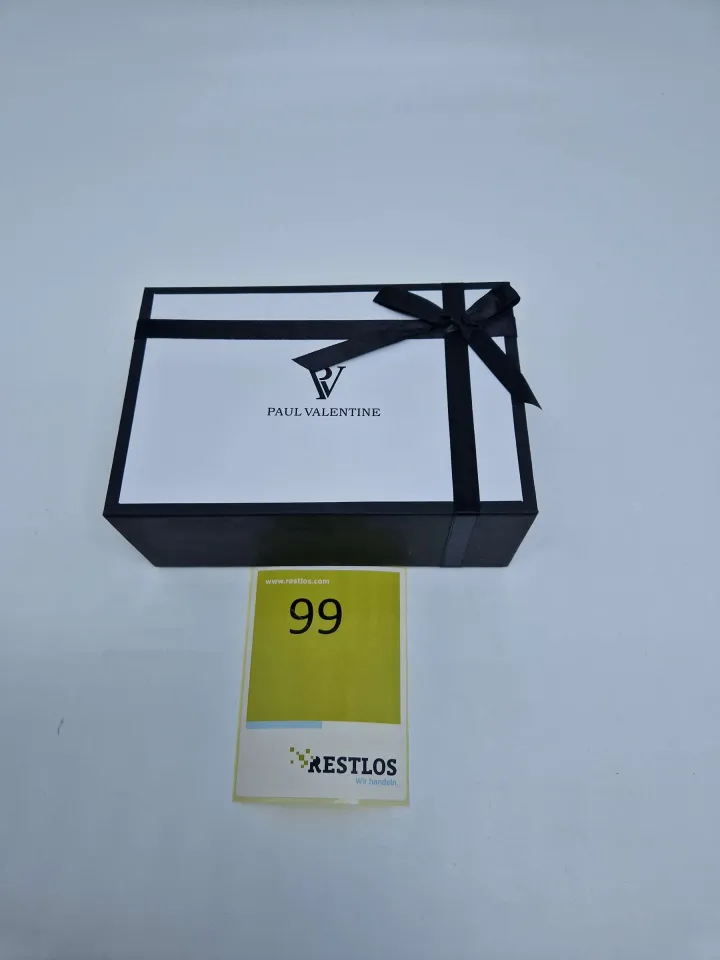 PV
PAUL VALENTINE
www.restlos.com
99
RESTLOS
Wir handeln.